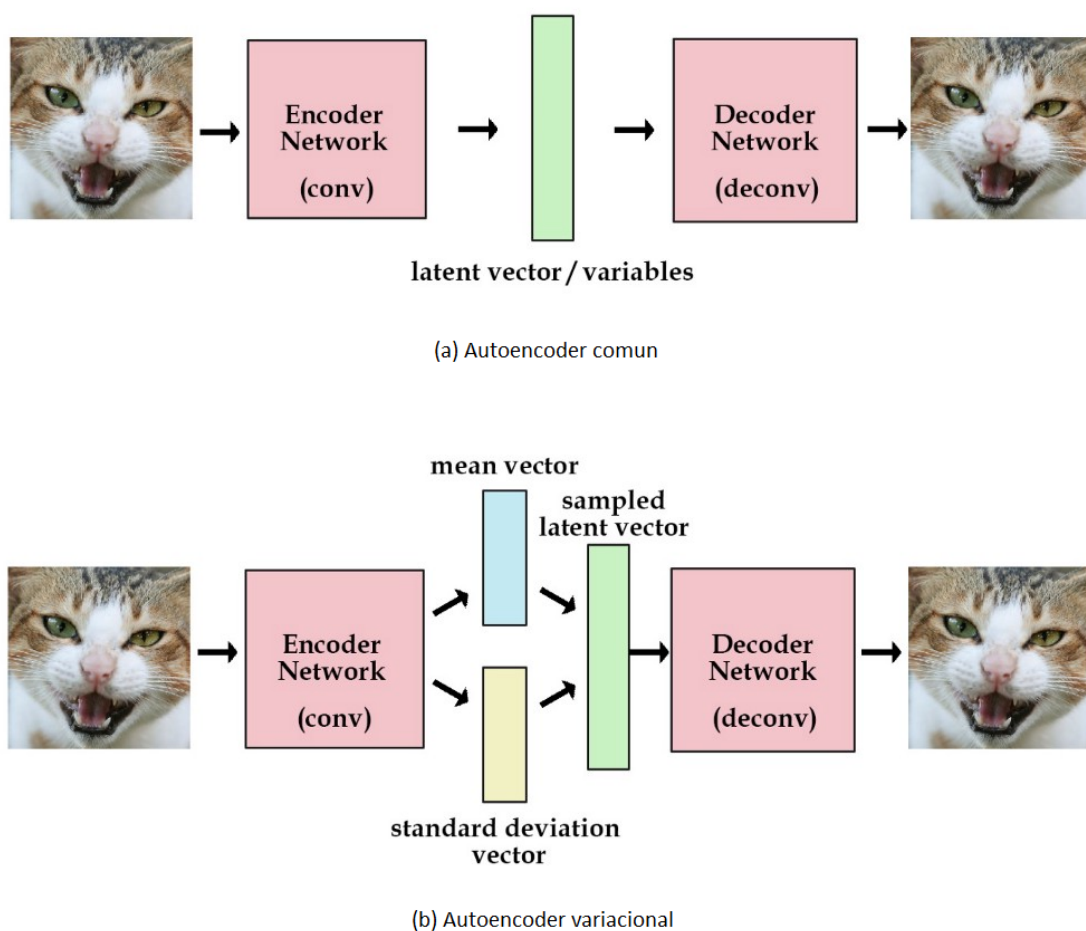 Encoder
Network
(conv)
Decoder
Network
(deconv)
latent vector / variables
(a) Autoencoder comun
mean vector
sampled
latent vector
Encoder
Network
(conv)
Decoder
Network
(deconv)
standard deviation
vector
(b) Autoencoder variacional